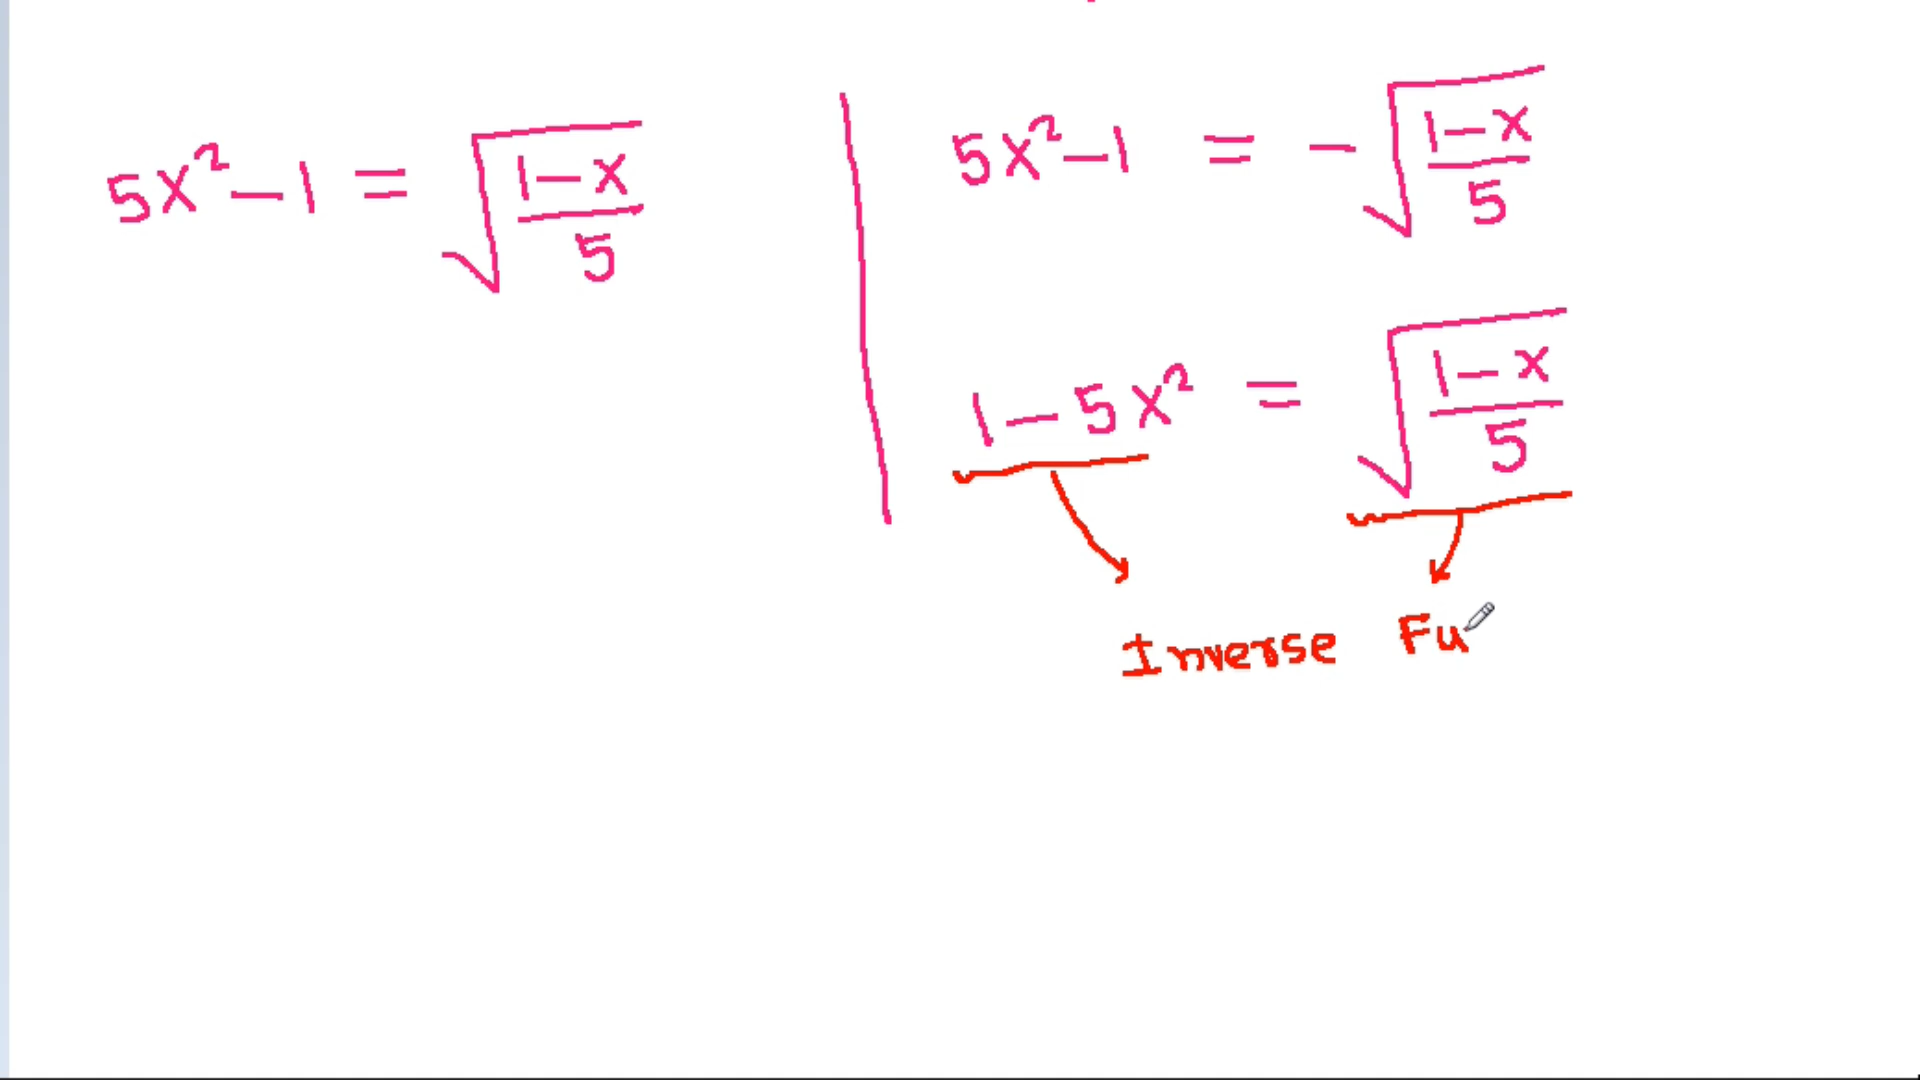 5x² - 1 = √((1-x)/5)
5x² - 1 = -√((1-x)/5)
1 - 5x² = √((1-x)/5)
Inverse Fu